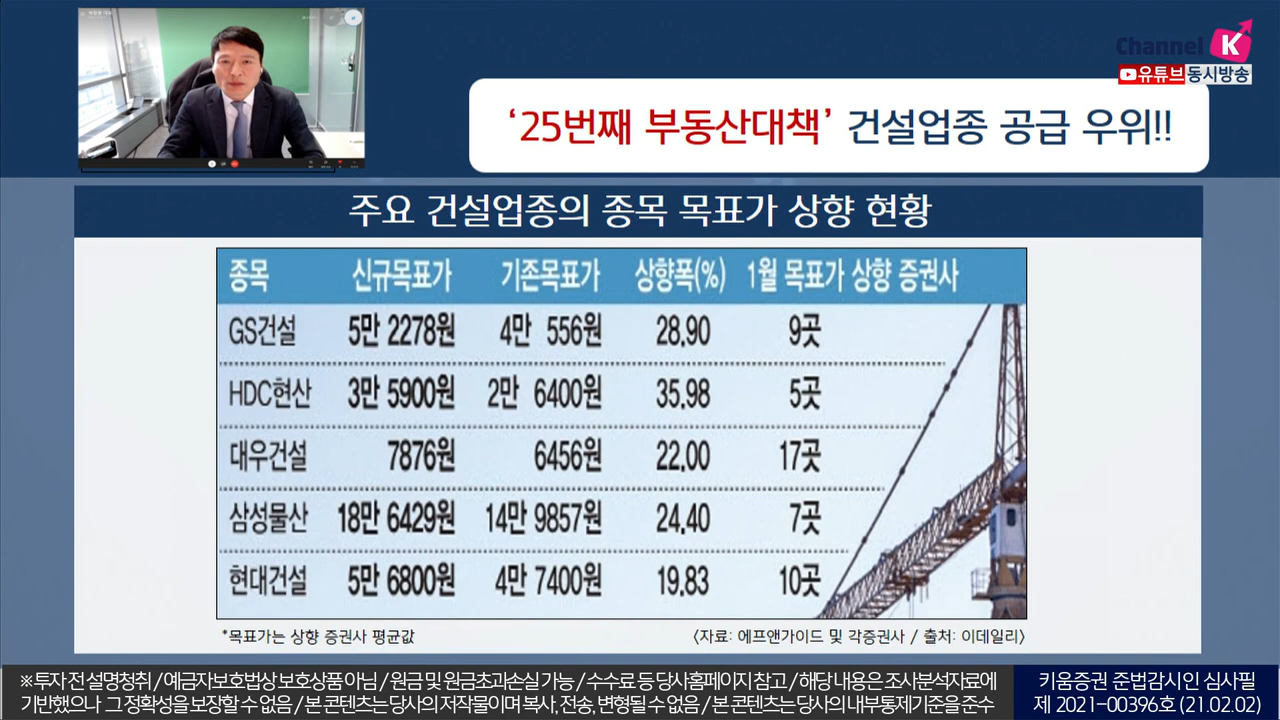 Channel K
유튜브동시방송
‘25번째 부동산대책’ 건설업종 공급 우위!!
주요 건설업종의 종목 목표가 상향 현황
종목 신규목표가 기존목표가 상향폭(%) 1월 목표가 상향 증권사
GS건설 5만 2278원 4만 556원 28.90 9곳
HDC현산 3만 5900원 2만 6400원 35.98 5곳
대우건설 7876원 6456원 22.00 17곳
삼성물산 18만 6429원 14만 9857원 24.40 7곳
현대건설 5만 6800원 4만 7400원 19.83 10곳
*목표가는 상향 증권사 평균값
〈자료: 에프앤가이드 및 각증권사 / 출처: 이데일리〉
※ 투자 전 설명청취 / 예금자보호법상 보호상품 아님 / 원금 및 원금초과손실 가능 / 수수료 등 당사홈페이지 참고 / 해당 내용은 조사분석자료에
기반했으나 그 정확성을 보장할 수 없음 / 본 콘텐츠는 당사의 저작물이며 복사, 전송, 변형될 수 없음 / 본 콘텐츠는 당사의 내부통제기준을 준수
키움증권 준법감시인 심사필
제 2021-00396호 (21.02.02)